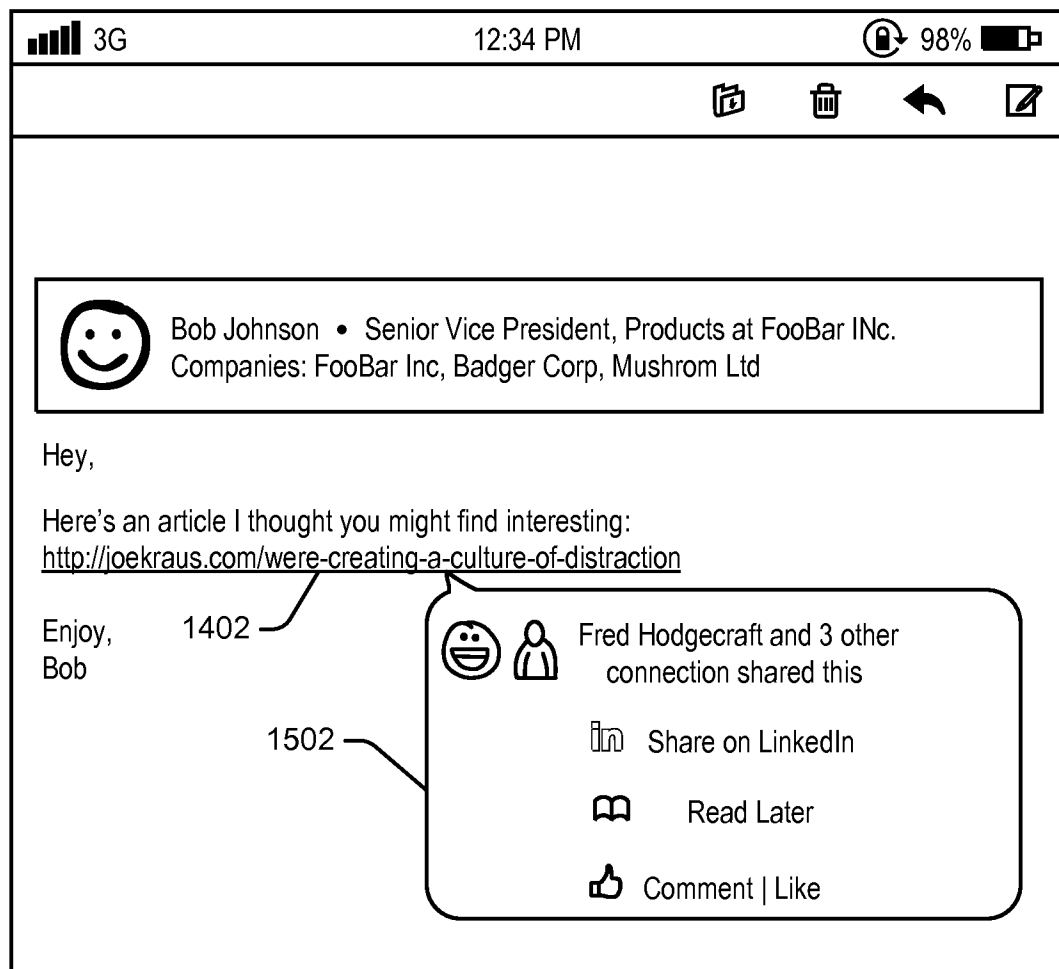 3G 12:34 PM 98%
Bob Johnson • Senior Vice President, Products at FooBar INc.
Companies: FooBar Inc, Badger Corp, Mushrom Ltd
Hey,
Here's an article I thought you might find interesting:
http://joekraus.com/were-creating-a-culture-of-distraction
Enjoy,
Bob
1402
1502
Fred Hodgecraft and 3 other
connection shared this
in Share on LinkedIn
Read Later
Comment | Like